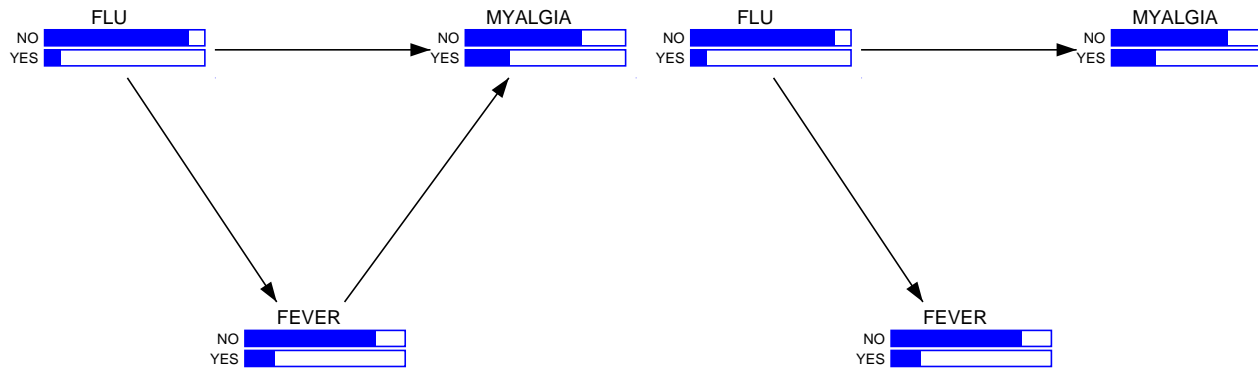 FLU
NO
YES
MYALGIA
NO
YES
FEVER
NO
YES
FLU
NO
YES
MYALGIA
NO
YES
FEVER
NO
YES